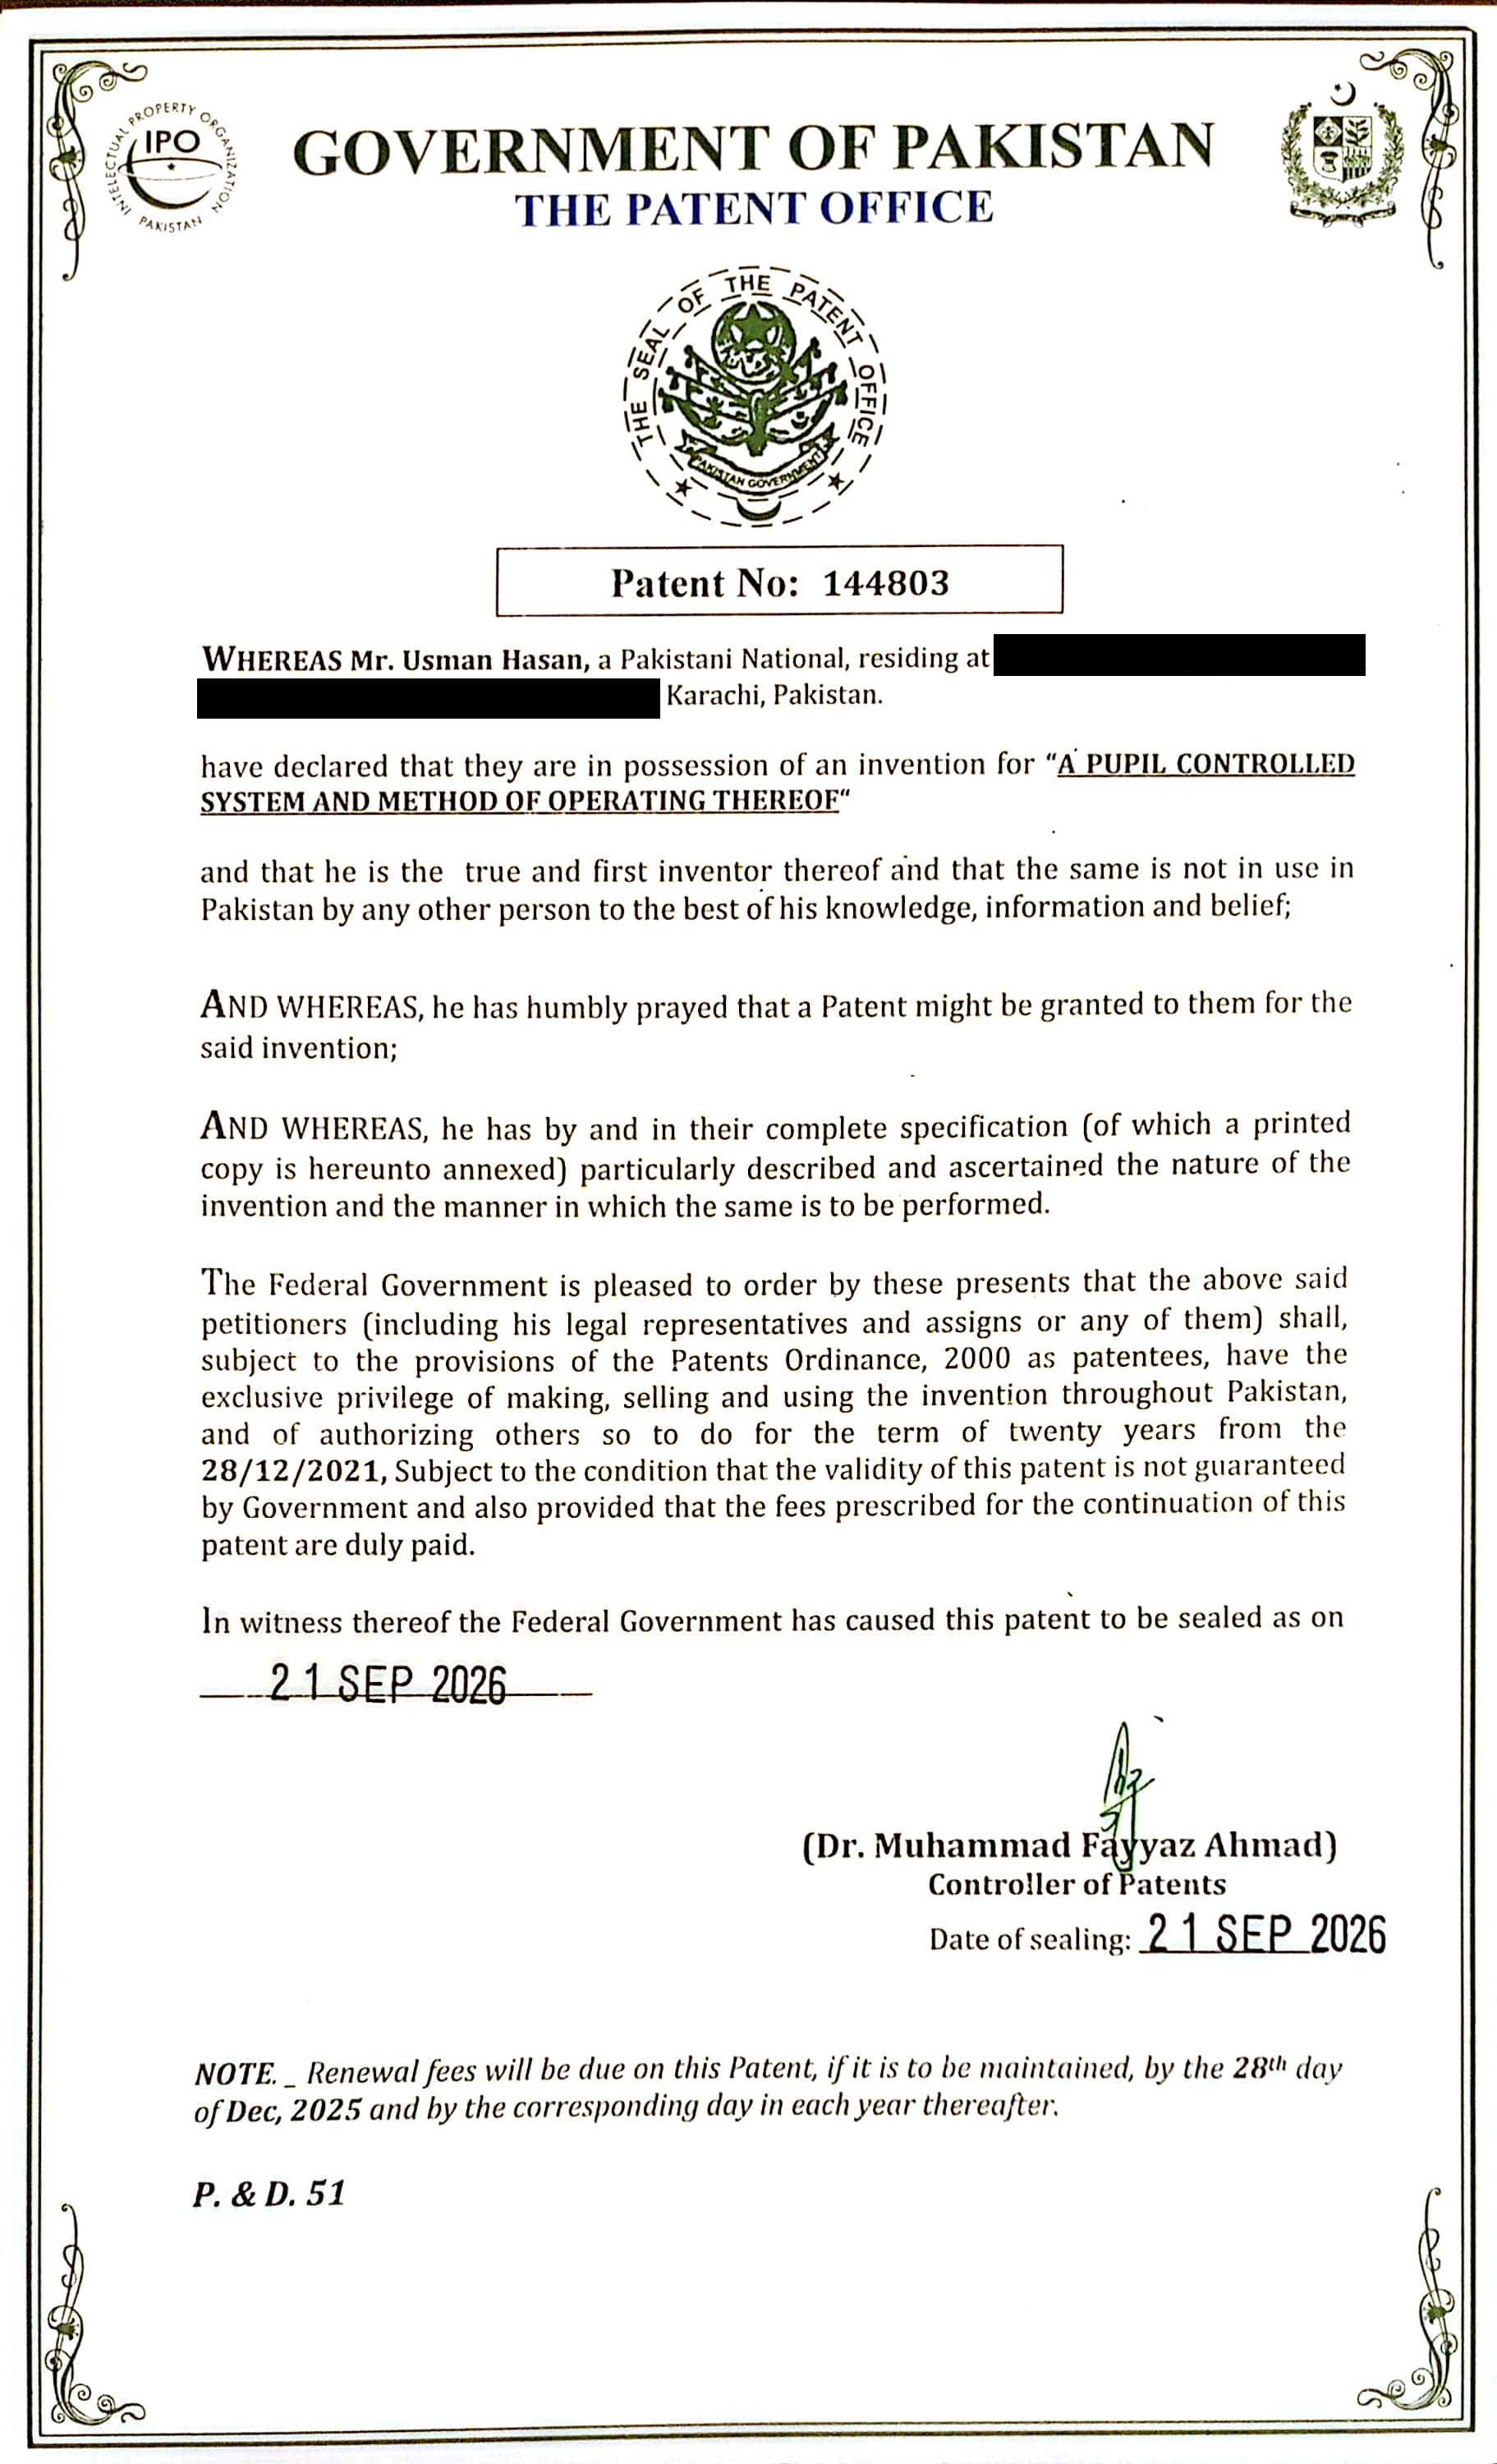 INTELECTUAL PROPERTY ORGANIZATION
IPO
PAKISTAN
GOVERNMENT OF PAKISTAN
THE PATENT OFFICE
THE SEAL OF THE PATENT OFFICE
PAKISTAN GOVERNMENT
Patent No: 144803
WHEREAS Mr. Usman Hasan, a Pakistani National, residing at
Karachi, Pakistan.
have declared that they are in possession of an invention for “A PUPIL CONTROLLED
SYSTEM AND METHOD OF OPERATING THEREOF“
and that he is the true and first inventor thereof and that the same is not in use in
Pakistan by any other person to the best of his knowledge, information and belief;
AND WHEREAS, he has humbly prayed that a Patent might be granted to them for the
said invention;
AND WHEREAS, he has by and in their complete specification (of which a printed
copy is hereunto annexed) particularly described and ascertained the nature of the
invention and the manner in which the same is to be performed.
The Federal Government is pleased to order by these presents that the above said
petitioners (including his legal representatives and assigns or any of them) shall,
subject to the provisions of the Patents Ordinance, 2000 as patentees, have the
exclusive privilege of making, selling and using the invention throughout Pakistan,
and of authorizing others so to do for the term of twenty years from the
28/12/2021, Subject to the condition that the validity of this patent is not guaranteed
by Government and also provided that the fees prescribed for the continuation of this
patent are duly paid.
In witness thereof the Federal Government has caused this patent to be sealed as on
21 SEP 2026
(Dr. Muhammad Fayyaz Ahmad)
Controller of Patents
Date of sealing: 21 SEP 2026
NOTE. _ Renewal fees will be due on this Patent, if it is to be maintained, by the 28th day
of Dec, 2025 and by the corresponding day in each year thereafter.
P. & D. 51